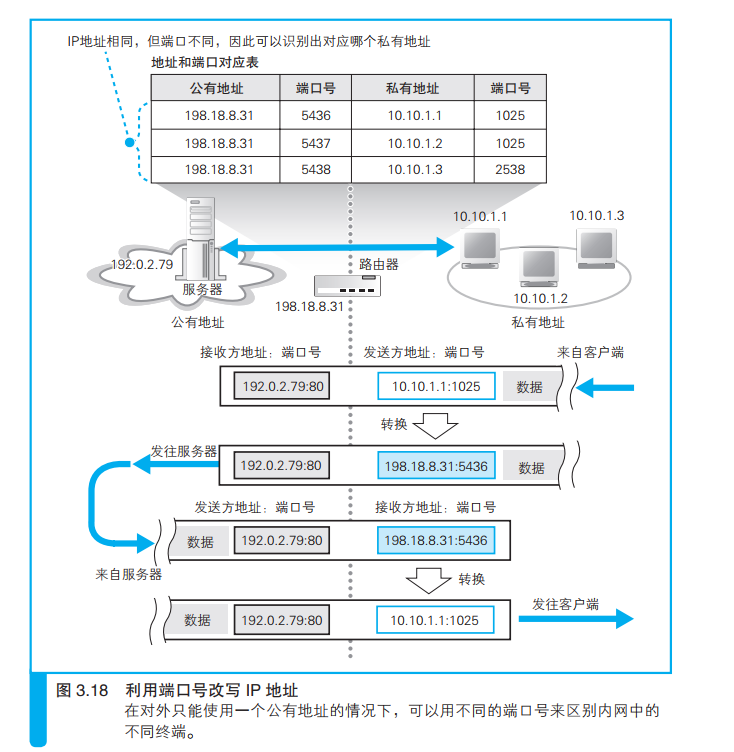 IP地址相同，但端口不同，因此可以识别出对应哪个私有地址
地址和端口对应表
公有地址 端口号 私有地址 端口号
198.18.8.31 5436 10.10.1.1 1025
198.18.8.31 5437 10.10.1.2 1025
198.18.8.31 5438 10.10.1.3 2538
10.10.1.1 10.10.1.3
192.0.2.79 路由器
服务器 10.10.1.2
198.18.8.31
公有地址 私有地址
接收方地址：端口号 发送方地址：端口号 来自客户端
192.0.2.79:80 10.10.1.1:1025 数据
转换
发往服务器
192.0.2.79:80 198.18.8.31:5436 数据
发送方地址：端口号 接收方地址：端口号
数据 192.0.2.79:80 198.18.8.31:5436
来自服务器 转换
发往客户端
数据 192.0.2.79:80 10.10.1.1:1025
图 3.18 利用端口号改写 IP 地址
在对外只能使用一个公有地址的情况下，可以用不同的端口号来区别内网中的
不同终端。